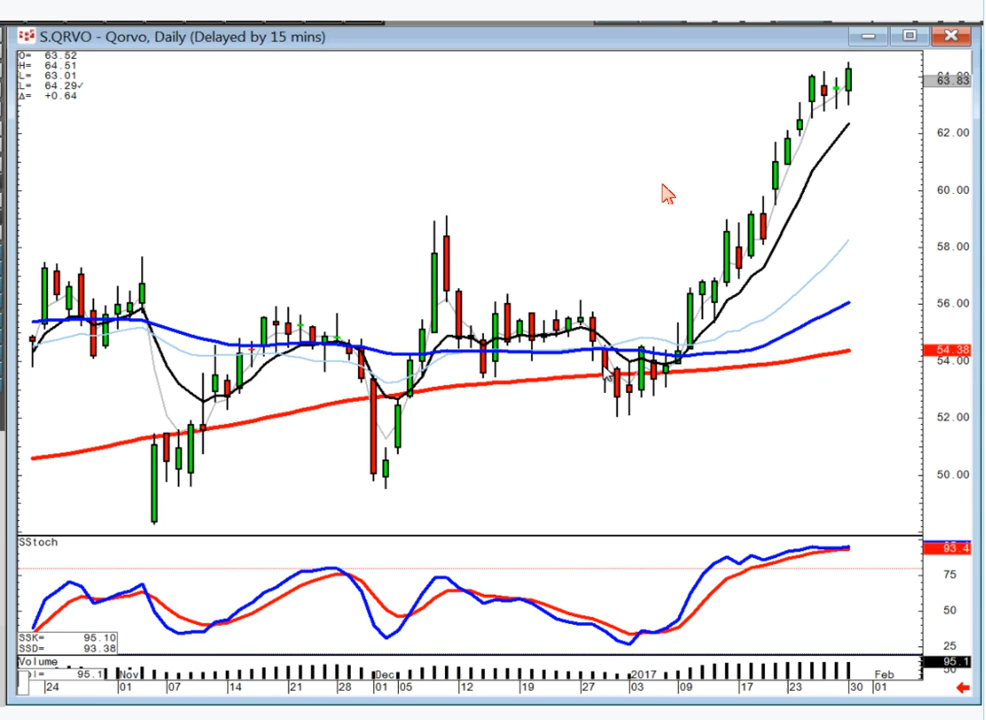 S.QRVO - Qorvo, Daily (Delayed by 15 mins)
O= 63.52
H= 64.51
L= 63.01
L= 64.29✓
Δ= +0.64
63.83
62.00
60.00
58.00
56.00
54.38
54.00
52.00
50.00
SStoch
93.4
75
50
25
SSK= 95.10
SSD= 93.38
Volume
95.1
95.1
Nov Dec 2017 Feb
24 01 07 14 21 28 01 05 12 19 27 03 09 17 23 30 01